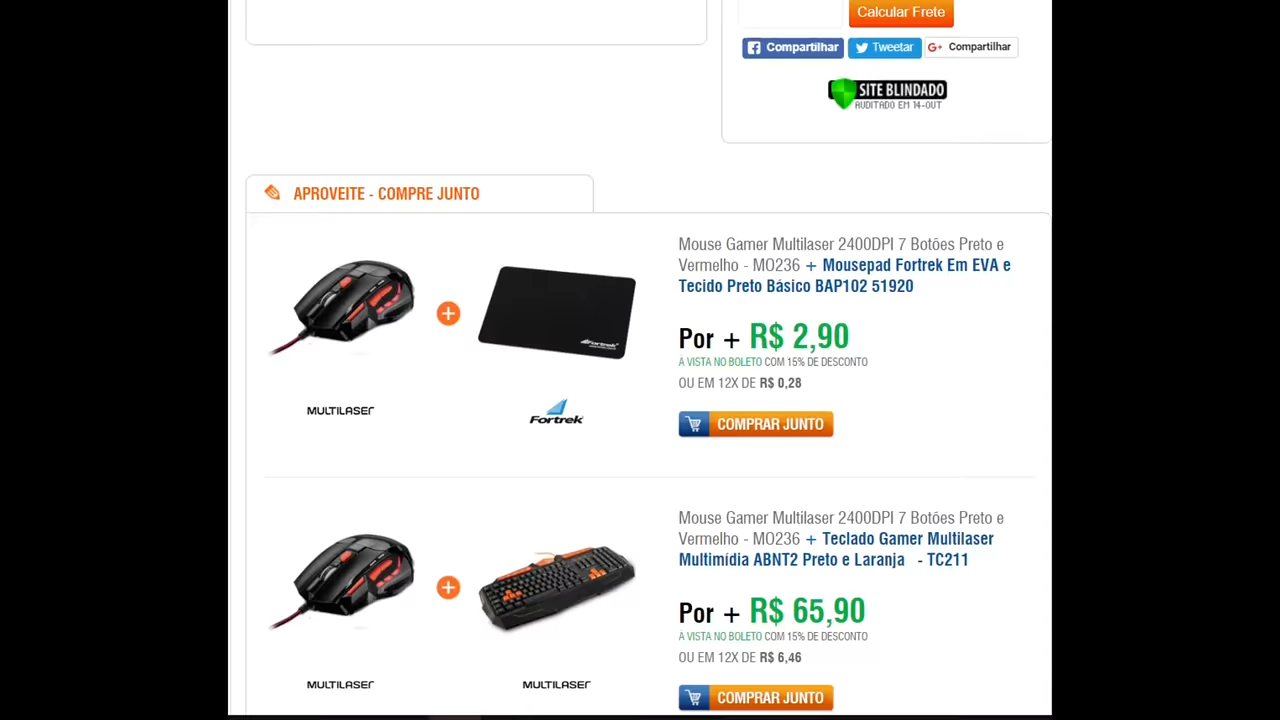 Calcular Frete
Compartilhar
Tweetar
G+ Compartilhar
SITE BLINDADO
AUDITADO EM 14-OUT
APROVEITE - COMPRE JUNTO
Mouse Gamer Multilaser 2400DPI 7 Botões Preto e
Vermelho - MO236 + Mousepad Fortrek Em EVA e
Tecido Preto Básico BAP102 51920
Fortrek
Por + R$ 2,90
À VISTA NO BOLETO COM 15% DE DESCONTO
OU EM 12X DE R$ 0,28
MULTILASER
Fortrek
COMPRAR JUNTO
Mouse Gamer Multilaser 2400DPI 7 Botões Preto e
Vermelho - MO236 + Teclado Gamer Multilaser
Multimídia ABNT2 Preto e Laranja - TC211
Por + R$ 65,90
À VISTA NO BOLETO COM 15% DE DESCONTO
OU EM 12X DE R$ 6,46
MULTILASER
MULTILASER
COMPRAR JUNTO